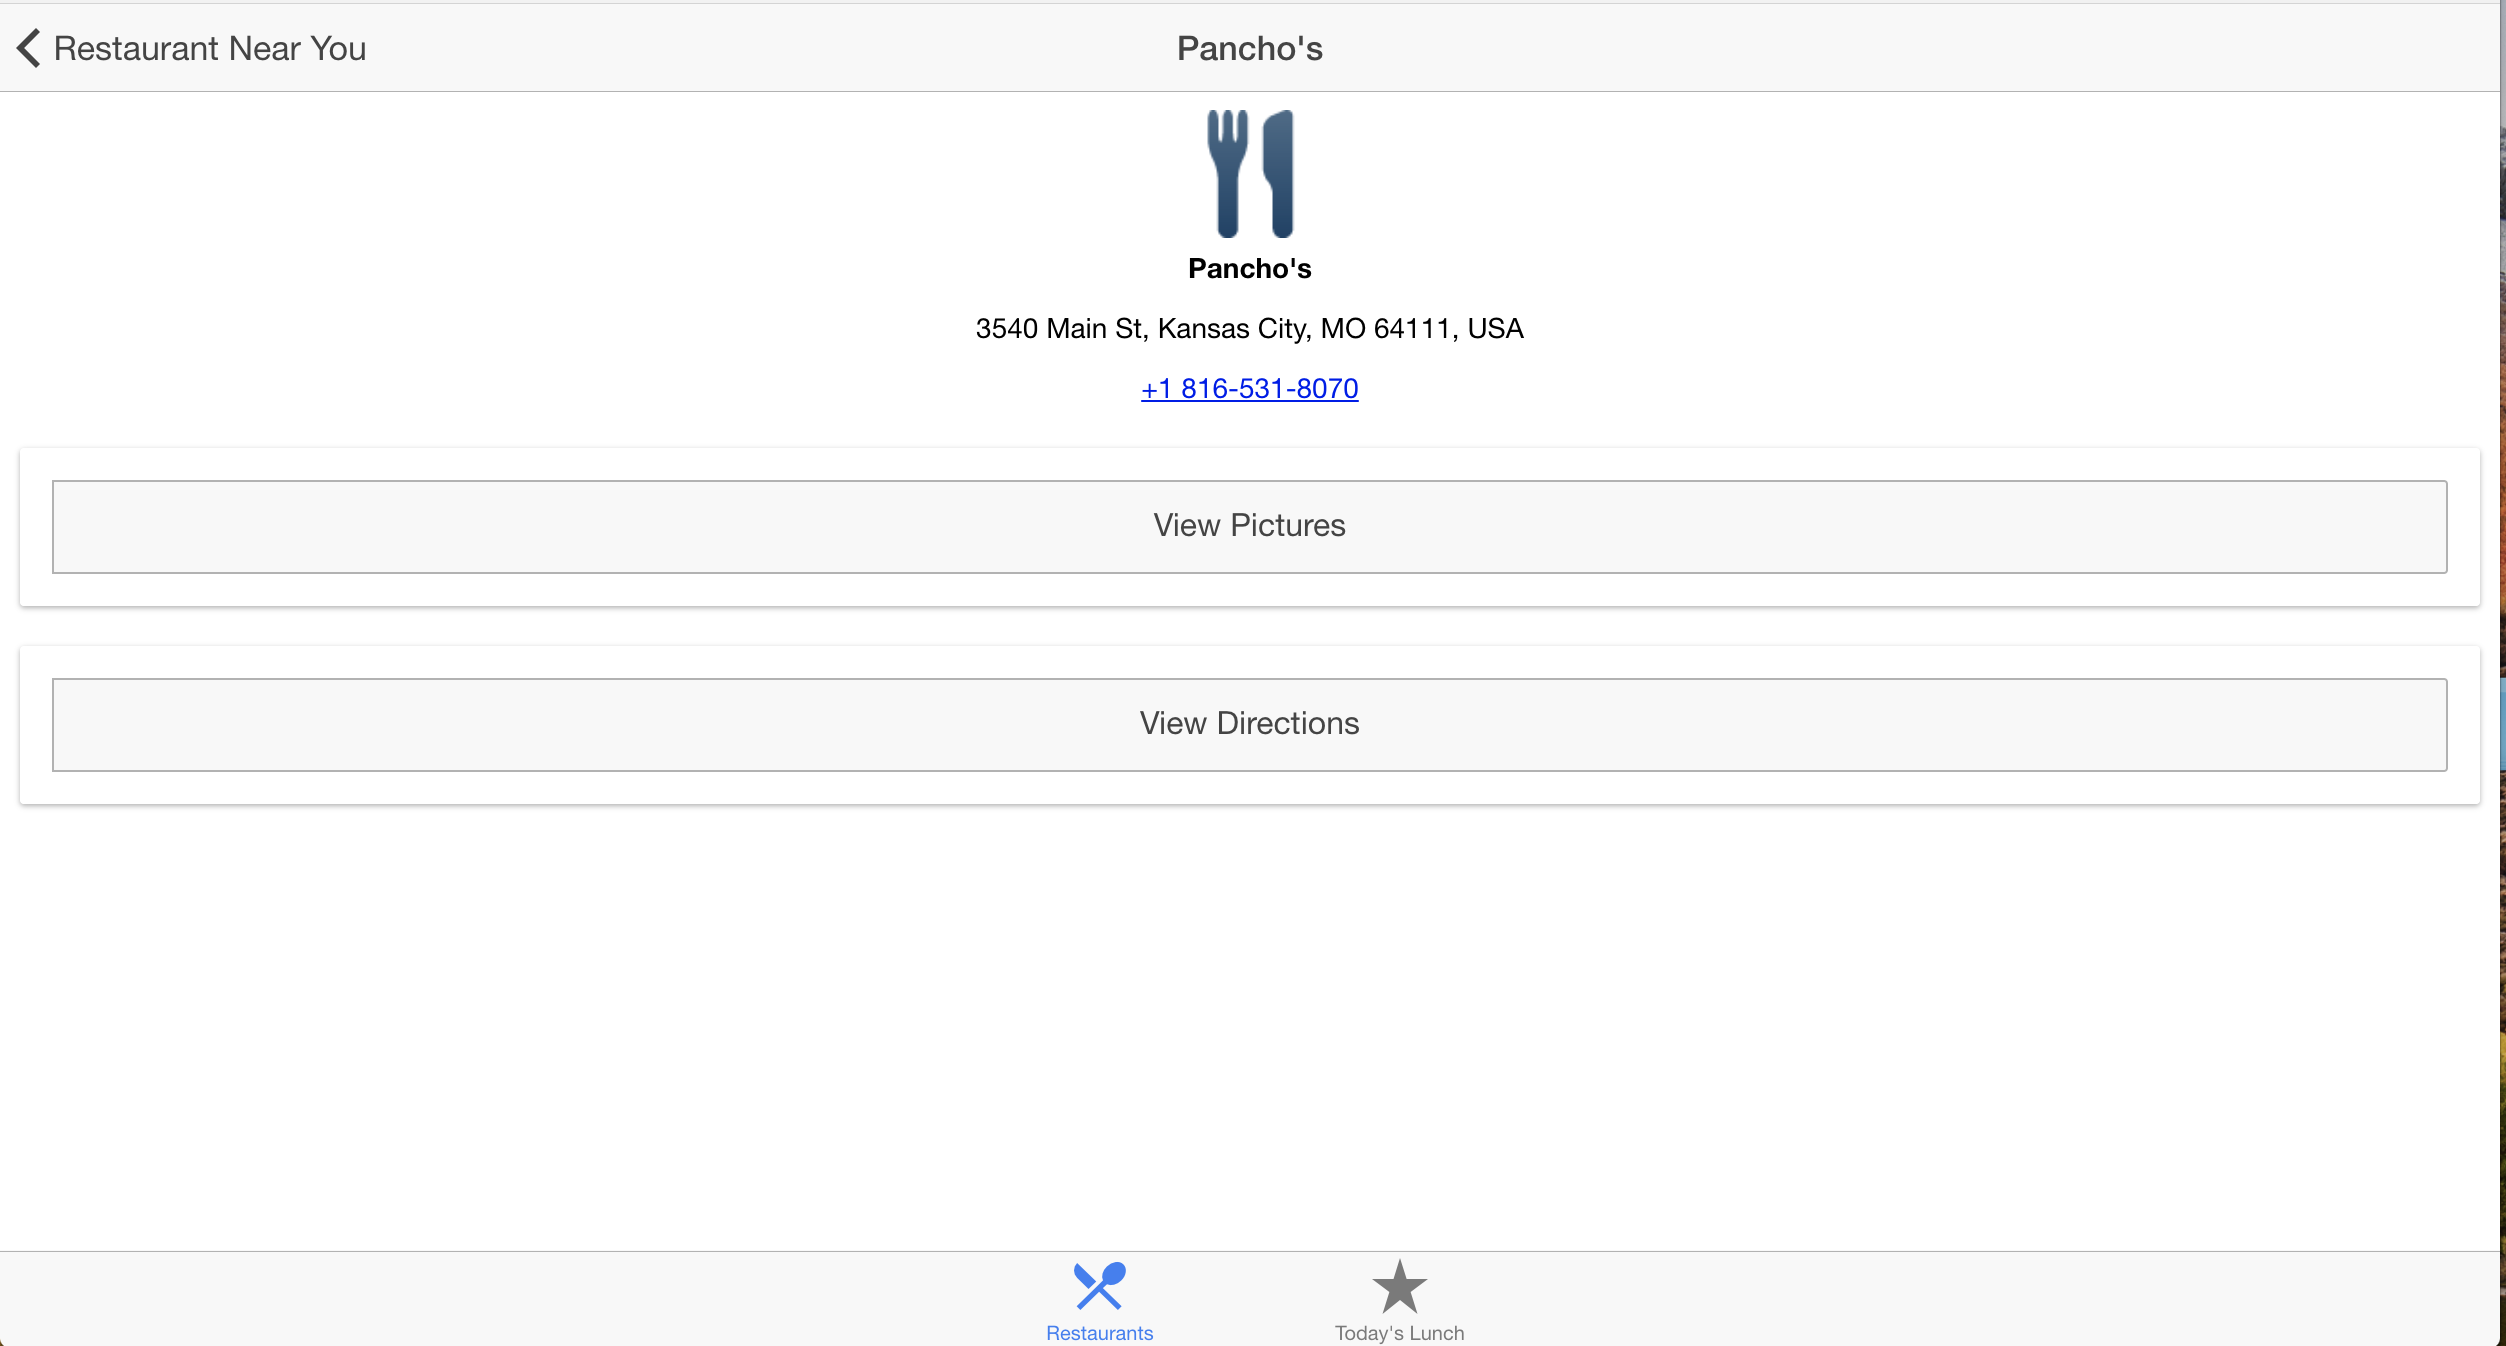 Restaurant Near You
Pancho's
Pancho's
3540 Main St, Kansas City, MO 64111, USA
+1 816-531-8070
View Pictures
View Directions
Restaurants
Today's Lunch